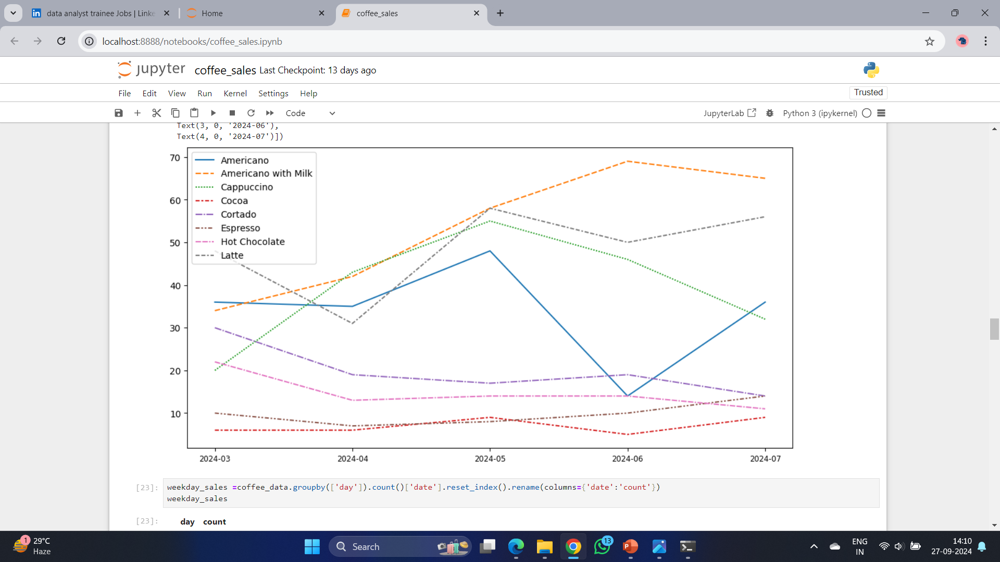 data analyst trainee Jobs | Linke
Home
coffee_sales
localhost:8888/notebooks/coffee_sales.ipynb
jupyter coffee_sales Last Checkpoint: 13 days ago
File Edit View Run Kernel Settings Help
Trusted
Code
JupyterLab
Python 3 (ipykernel)
Text(3, 0, '2024-06'),
Text(4, 0, '2024-07')])
70
60
50
40
30
20
10
Americano
Americano with Milk
Cappuccino
Cocoa
Cortado
Espresso
Hot Chocolate
Latte
2024-03 2024-04 2024-05 2024-06 2024-07
[23]:
weekday_sales =coffee_data.groupby(['day']).count()['date'].reset_index().rename(columns={'date':'count'})
weekday_sales
[23]:
day count
1
29°C
Haze
Search
13
ENG
IN
14:10
27-09-2024